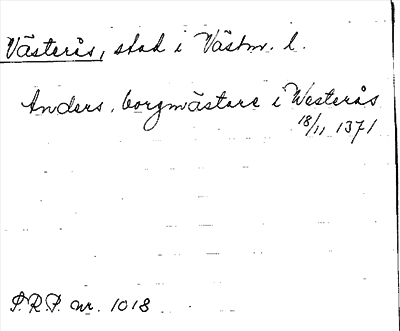 Västerås, stad i Västm. l.
Anders, borgmästare i Westerås
18/11 1371
S.R.P. nr. 1018